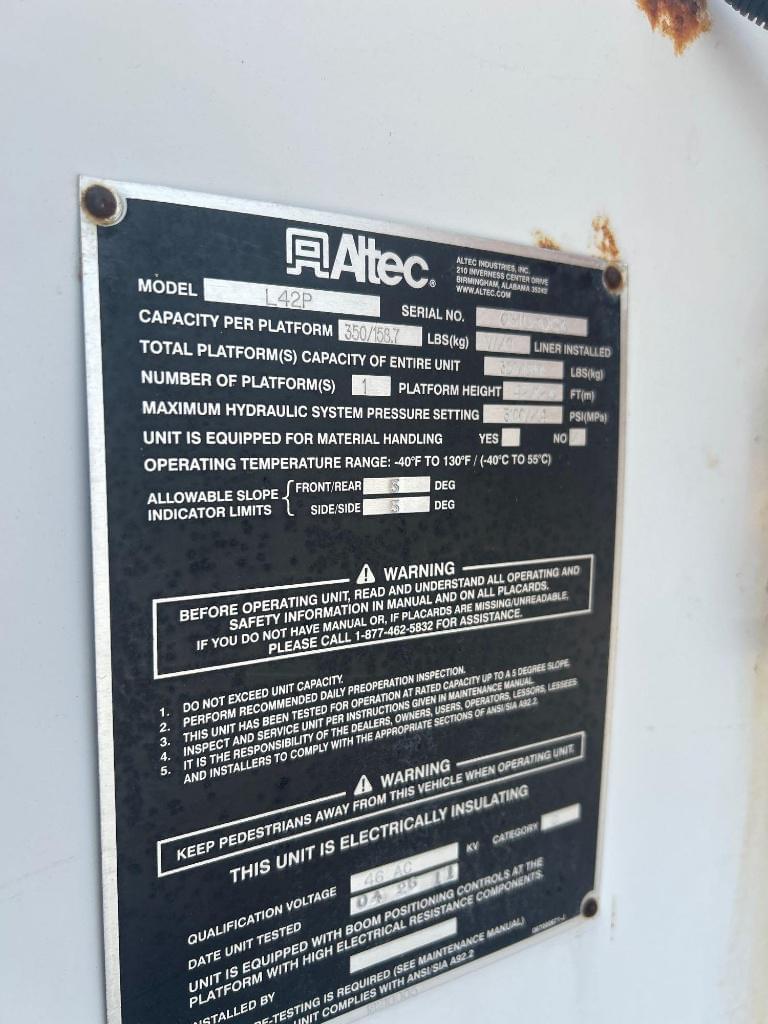 Altec®
ALTEC INDUSTRIES, INC.
210 INVERNESS CENTER DRIVE
BIRMINGHAM, ALABAMA 35242
WWW.ALTEC.COM
MODEL L42P SERIAL NO.
CAPACITY PER PLATFORM 350/158.7 LBS(kg) LINER INSTALLED
TOTAL PLATFORM(S) CAPACITY OF ENTIRE UNIT LBS(kg)
NUMBER OF PLATFORM(S) 1 PLATFORM HEIGHT FT(m)
MAXIMUM HYDRAULIC SYSTEM PRESSURE SETTING PSI(MPa)
UNIT IS EQUIPPED FOR MATERIAL HANDLING YES NO
OPERATING TEMPERATURE RANGE: -40°F TO 130°F / (-40°C TO 55°C)
ALLOWABLE SLOPE INDICATOR LIMITS
FRONT/REAR 5 DEG
SIDE/SIDE 5 DEG
WARNING
BEFORE OPERATING UNIT, READ AND UNDERSTAND ALL OPERATING AND
SAFETY INFORMATION IN MANUAL AND ON ALL PLACARDS.
IF YOU DO NOT HAVE MANUAL OR, IF PLACARDS ARE MISSING/UNREADABLE,
PLEASE CALL 1-877-462-5832 FOR ASSISTANCE.
1. DO NOT EXCEED UNIT CAPACITY.
2. PERFORM RECOMMENDED DAILY PREOPERATION INSPECTION.
3. THIS UNIT HAS BEEN TESTED FOR OPERATION AT RATED CAPACITY UP TO A 5 DEGREE SLOPE.
4. INSPECT AND SERVICE UNIT PER INSTRUCTIONS GIVEN IN MAINTENANCE MANUAL.
5. IT IS THE RESPONSIBILITY OF THE DEALERS, OWNERS, USERS, OPERATORS, LESSORS, LESSEES
AND INSTALLERS TO COMPLY WITH THE APPROPRIATE SECTIONS OF ANSI/SIA A92.2.
WARNING
KEEP PEDESTRIANS AWAY FROM THIS VEHICLE WHEN OPERATING UNIT.
THIS UNIT IS ELECTRICALLY INSULATING
QUALIFICATION VOLTAGE 46 AC KV CATEGORY
DATE UNIT TESTED 04 26 11
UNIT IS EQUIPPED WITH BOOM POSITIONING CONTROLS AT THE
PLATFORM WITH HIGH ELECTRICAL RESISTANCE COMPONENTS.
NSTALLED BY
E-TESTING IS REQUIRED (SEE MAINTENANCE MANUAL)
UNIT COMPLIES WITH ANSI/SIA A92.2